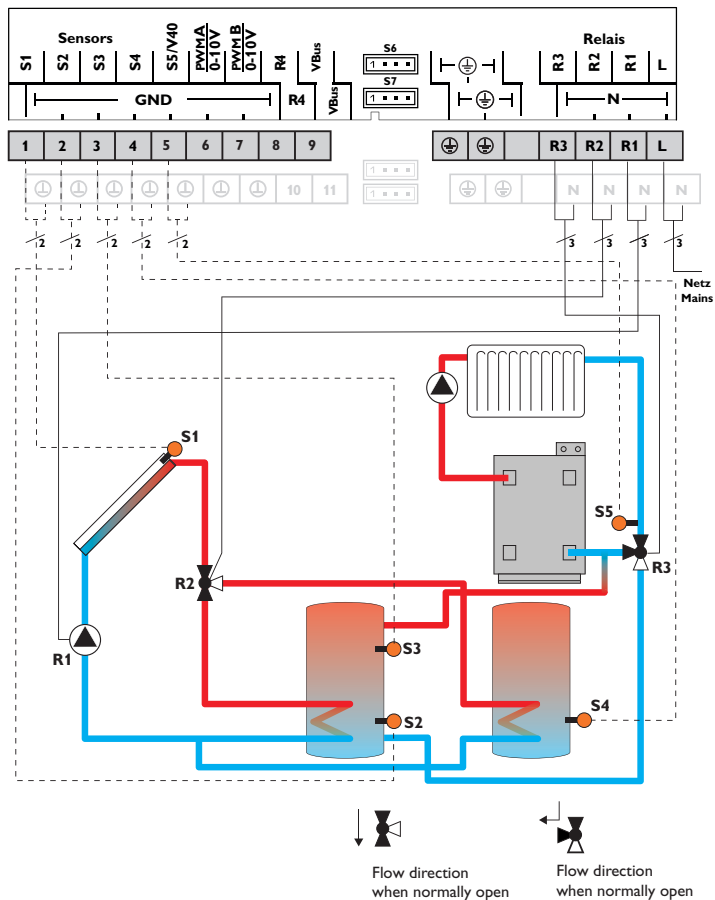 Sensors
Relais
S1 S2 S3 S4 S5/V40 PWM A 0-10V PWM B 0-10V R4 VBus
S6
S7
R3 R2 R1 L
GND
R4 VBus
N
1 2 3 4 5 6 7 8 9
R3 R2 R1 L
10 11
N N N N
2 2 2 2 2
3 3 3 3
Netz
Mains
S1
S5
R2
R3
R1
S3
S2
S4
Flow direction
when normally open
Flow direction
when normally open